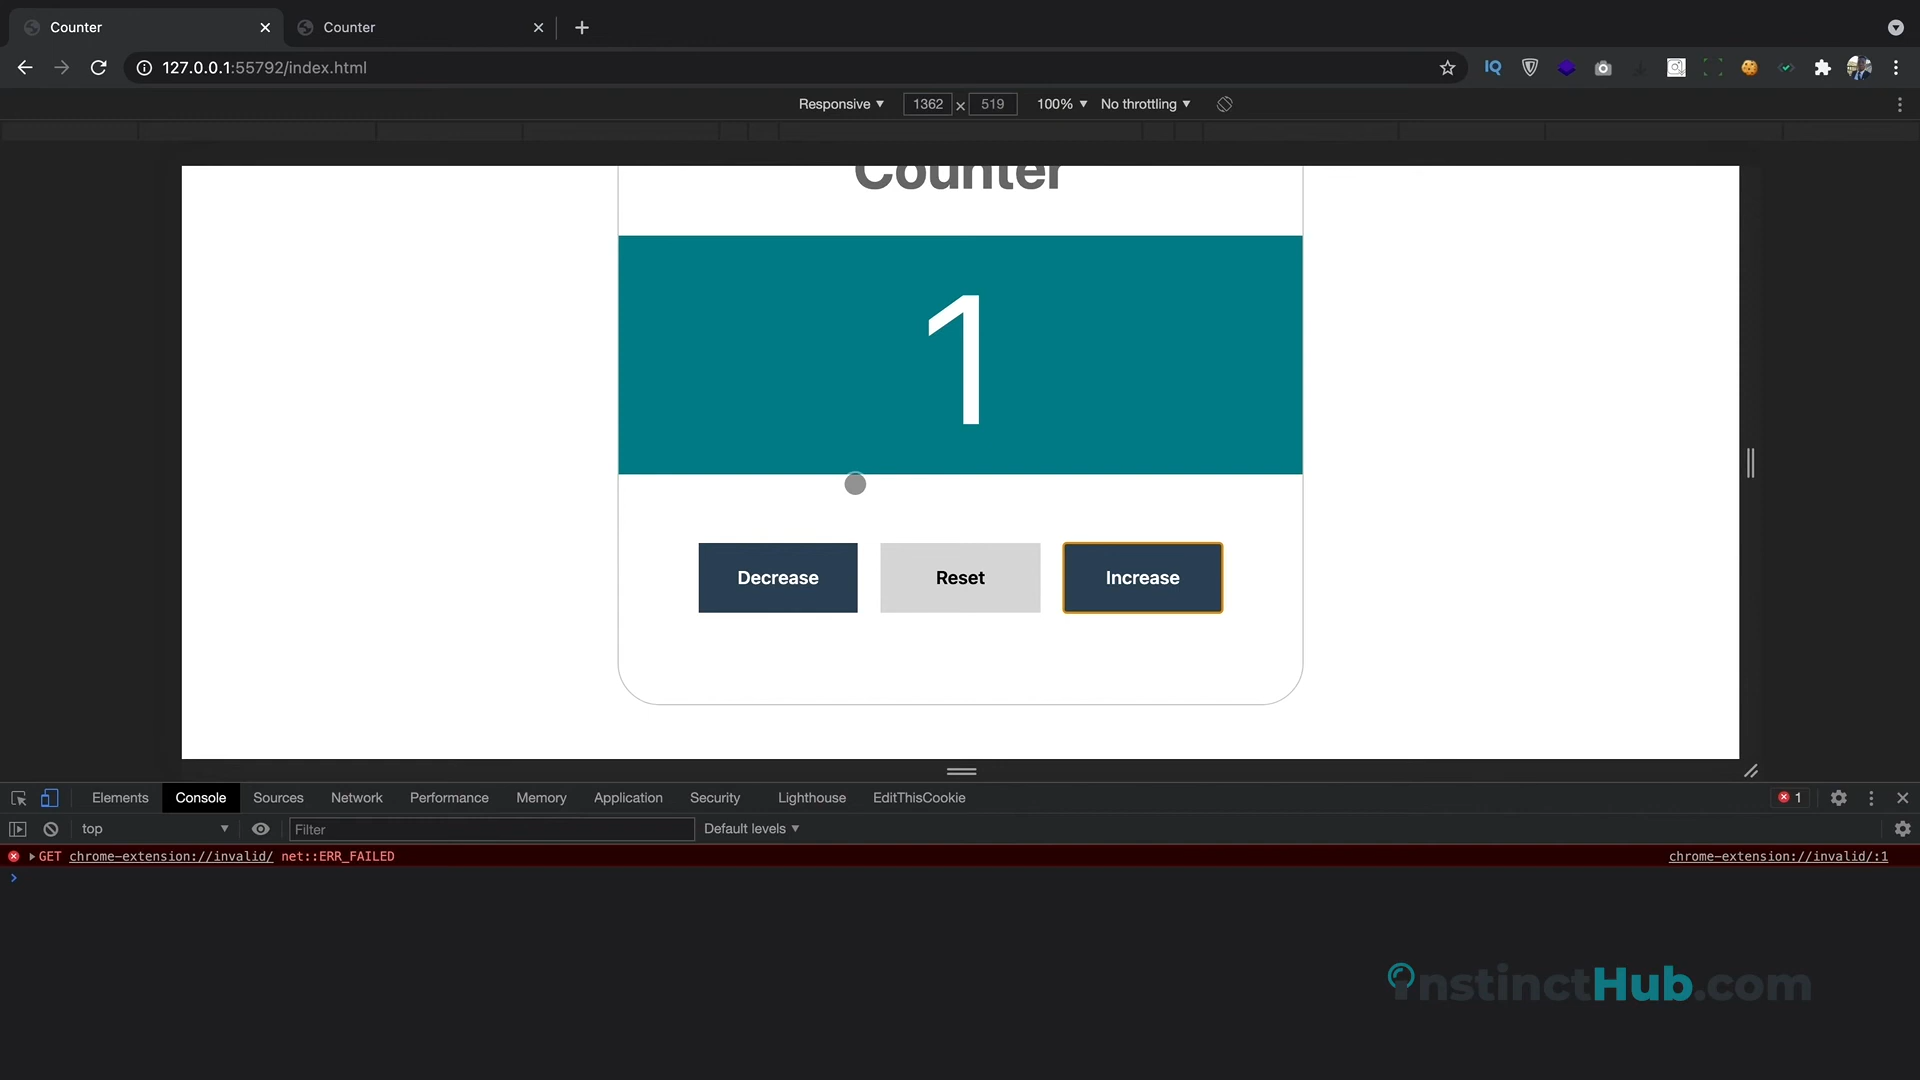 Counter
Counter
127.0.0.1:55792/index.html
IQ
Responsive ▼ 1362 × 519 100% ▼ No throttling ▼
Counter
1
Decrease Reset Increase
Elements Console Sources Network Performance Memory Application Security Lighthouse EditThisCookie 1
top ▼ Filter Default levels ▼
GET chrome-extension://invalid/ net::ERR_FAILED chrome-extension://invalid/:1
instinctHub.com